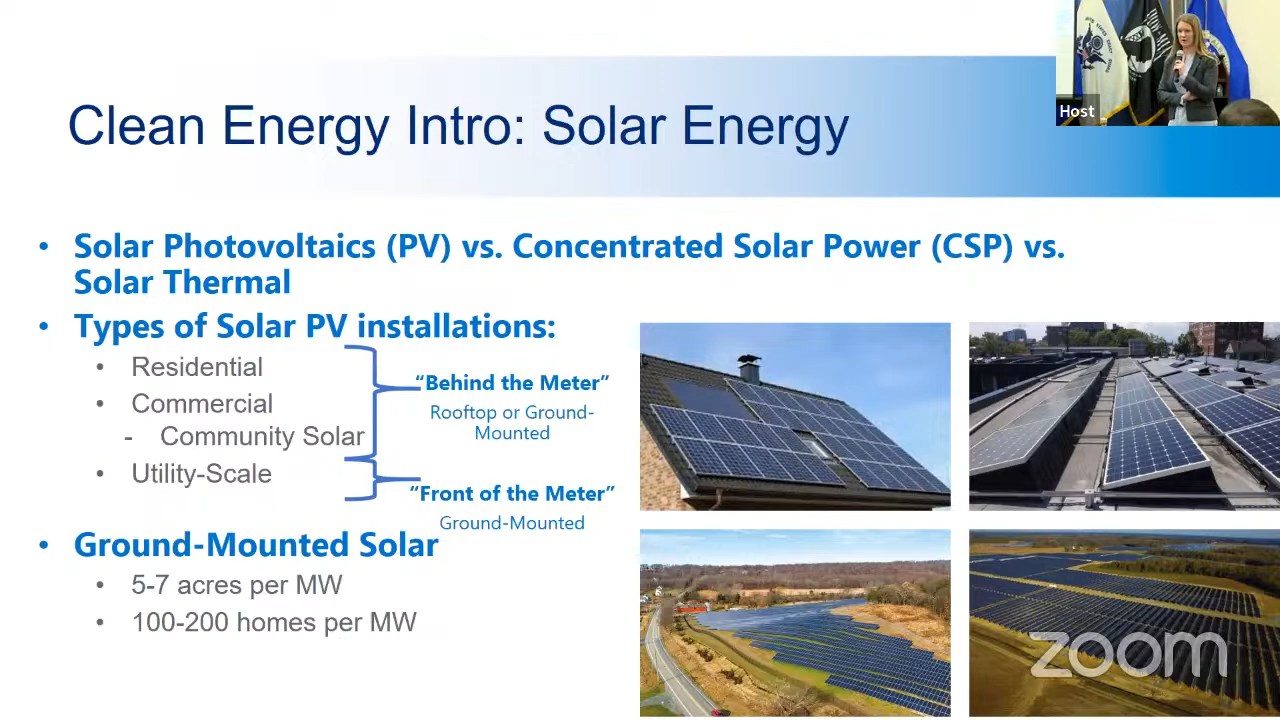 Host
Clean Energy Intro: Solar Energy
• Solar Photovoltaics (PV) vs. Concentrated Solar Power (CSP) vs.
Solar Thermal
• Types of Solar PV installations:
• Residential
• Commercial
- Community Solar
• Utility-Scale
“Behind the Meter”
Rooftop or Ground-
Mounted
“Front of the Meter”
Ground-Mounted
• Ground-Mounted Solar
• 5-7 acres per MW
• 100-200 homes per MW
zoom